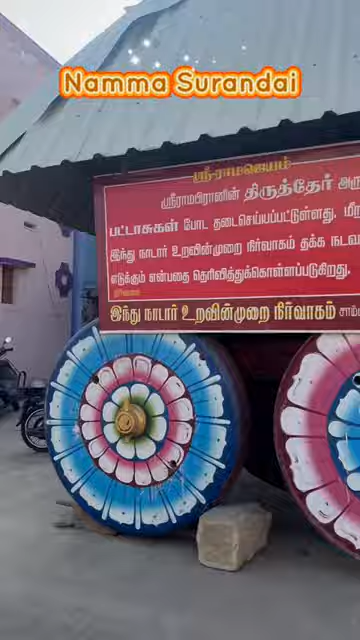 Namma Surandai
ஸ்ரீராமஜெயம்
ஸ்ரீராமபிரானின் திருத்தேர் அரு
பட்டாசுகள் போட தடைசெய்யப்பட்டுள்ளது. மீற
இந்து நாடார் உறவின்முறை நிர்வாகம் தக்க நடவ
எடுக்கும் என்பதை தெரிவித்துக்கொள்ளப்படுகிறது.
இந்து நாடார் உறவின்முறை நிர்வாகம்